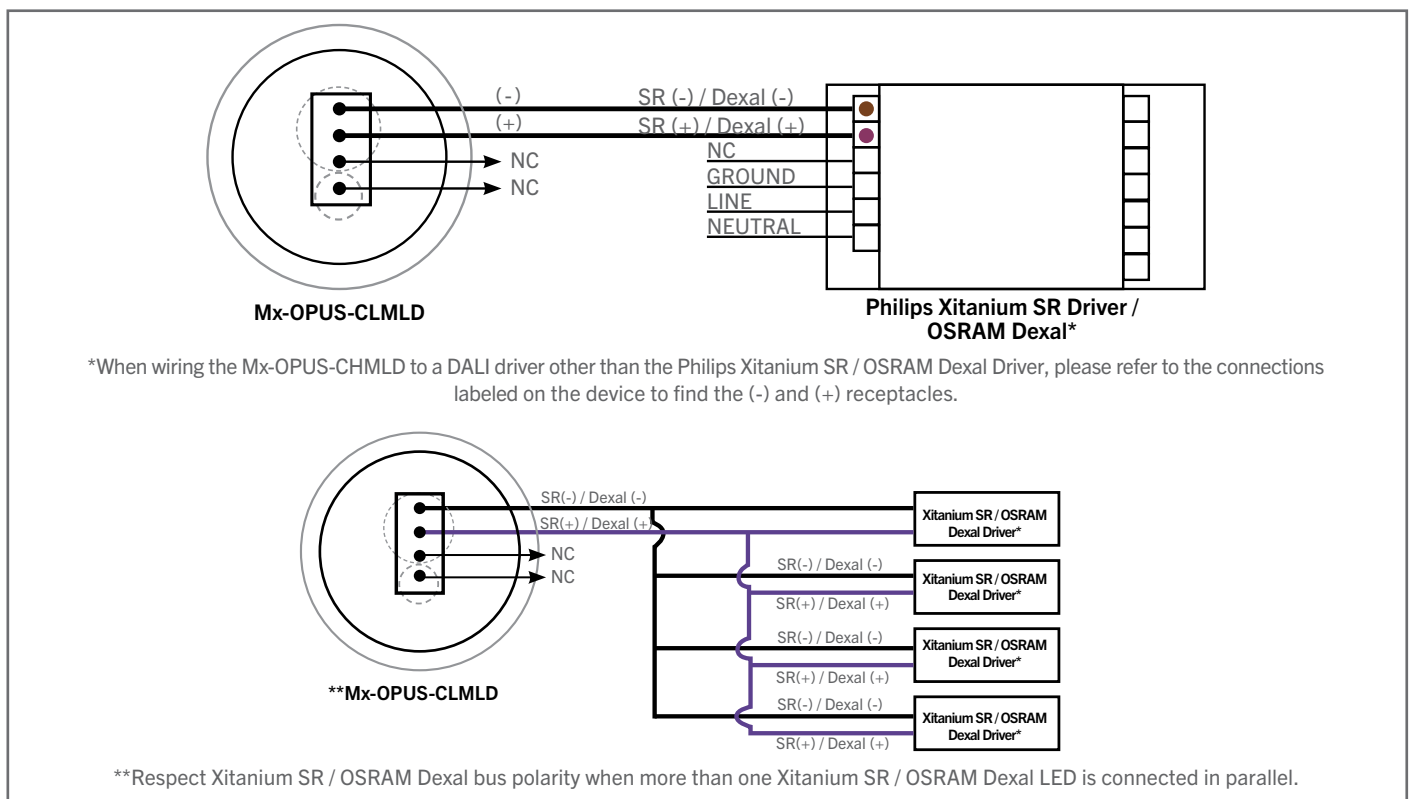 (-)
SR (-) / Dexal (-)
(+)
SR (+) / Dexal (+)
NC
NC
NC
GROUND
LINE
NEUTRAL
Mx-OPUS-CLMLD
Philips Xitanium SR Driver /
OSRAM Dexal*
*When wiring the Mx-OPUS-CHMLD to a DALI driver other than the Philips Xitanium SR / OSRAM Dexal Driver, please refer to the connections
labeled on the device to find the (-) and (+) receptacles.
SR(-) / Dexal (-)
SR(+) / Dexal (+)
NC
NC
Xitanium SR / OSRAM
Dexal Driver*
SR(-) / Dexal (-)
SR(+) / Dexal (+)
Xitanium SR / OSRAM
Dexal Driver*
SR(-) / Dexal (-)
SR(+) / Dexal (+)
Xitanium SR / OSRAM
Dexal Driver*
SR(-) / Dexal (-)
SR(+) / Dexal (+)
Xitanium SR / OSRAM
Dexal Driver*
**Mx-OPUS-CLMLD
**Respect Xitanium SR / OSRAM Dexal bus polarity when more than one Xitanium SR / OSRAM Dexal LED is connected in parallel.